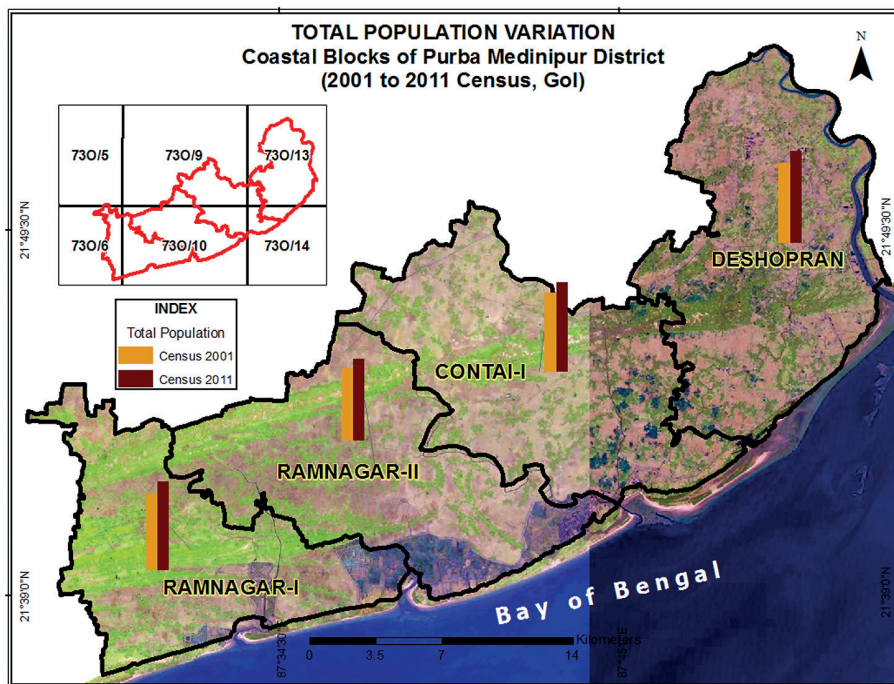 TOTAL POPULATION VARIATION
Coastal Blocks of Purba Medinipur District
(2001 to 2011 Census, GoI)
N
73O/5
73O/9
73O/13
73O/6
73O/10
73O/14
21°49'30"N
21°49'30"N
DESHOPRAN
INDEX
Total Population
Census 2001
Census 2011
CONTAI-I
RAMNAGAR-II
RAMNAGAR-I
21°39'0"N
21°39'0"N
Bay of Bengal
Kilometers
0 3.5 7 14
87°34'30"E
87°45'0"E